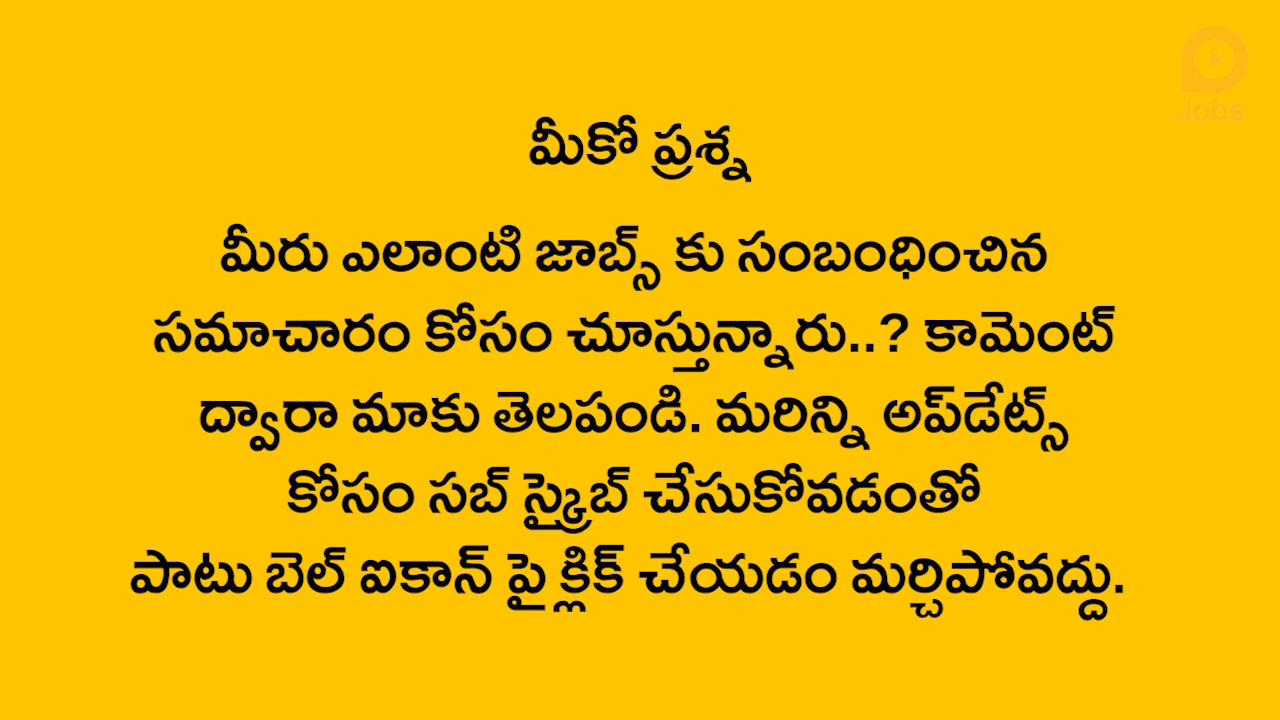 Jobs
మీకో ప్రశ్న
మీరు ఎలాంటి జాబ్స్ కు సంబంధించిన
సమాచారం కోసం చూస్తున్నారు..? కామెంట్
ద్వారా మాకు తెలపండి. మరిన్ని అప్‌డేట్స్
కోసం సబ్ స్క్రైబ్ చేసుకోవడంతో
పాటు బెల్ ఐకాన్ పై క్లిక్ చేయడం మర్చిపోవద్దు.